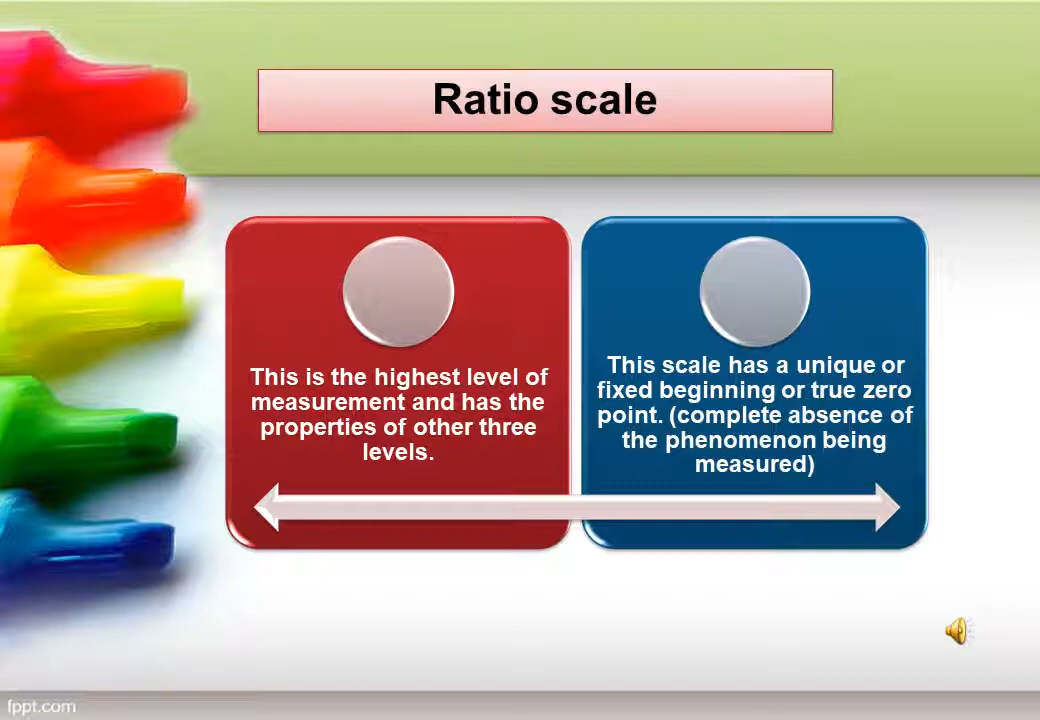 Ratio scale
This is the highest level of
measurement and has the
properties of other three
levels.
This scale has a unique or
fixed beginning or true zero
point. (complete absence of
the phenomenon being
measured)
fppt.com